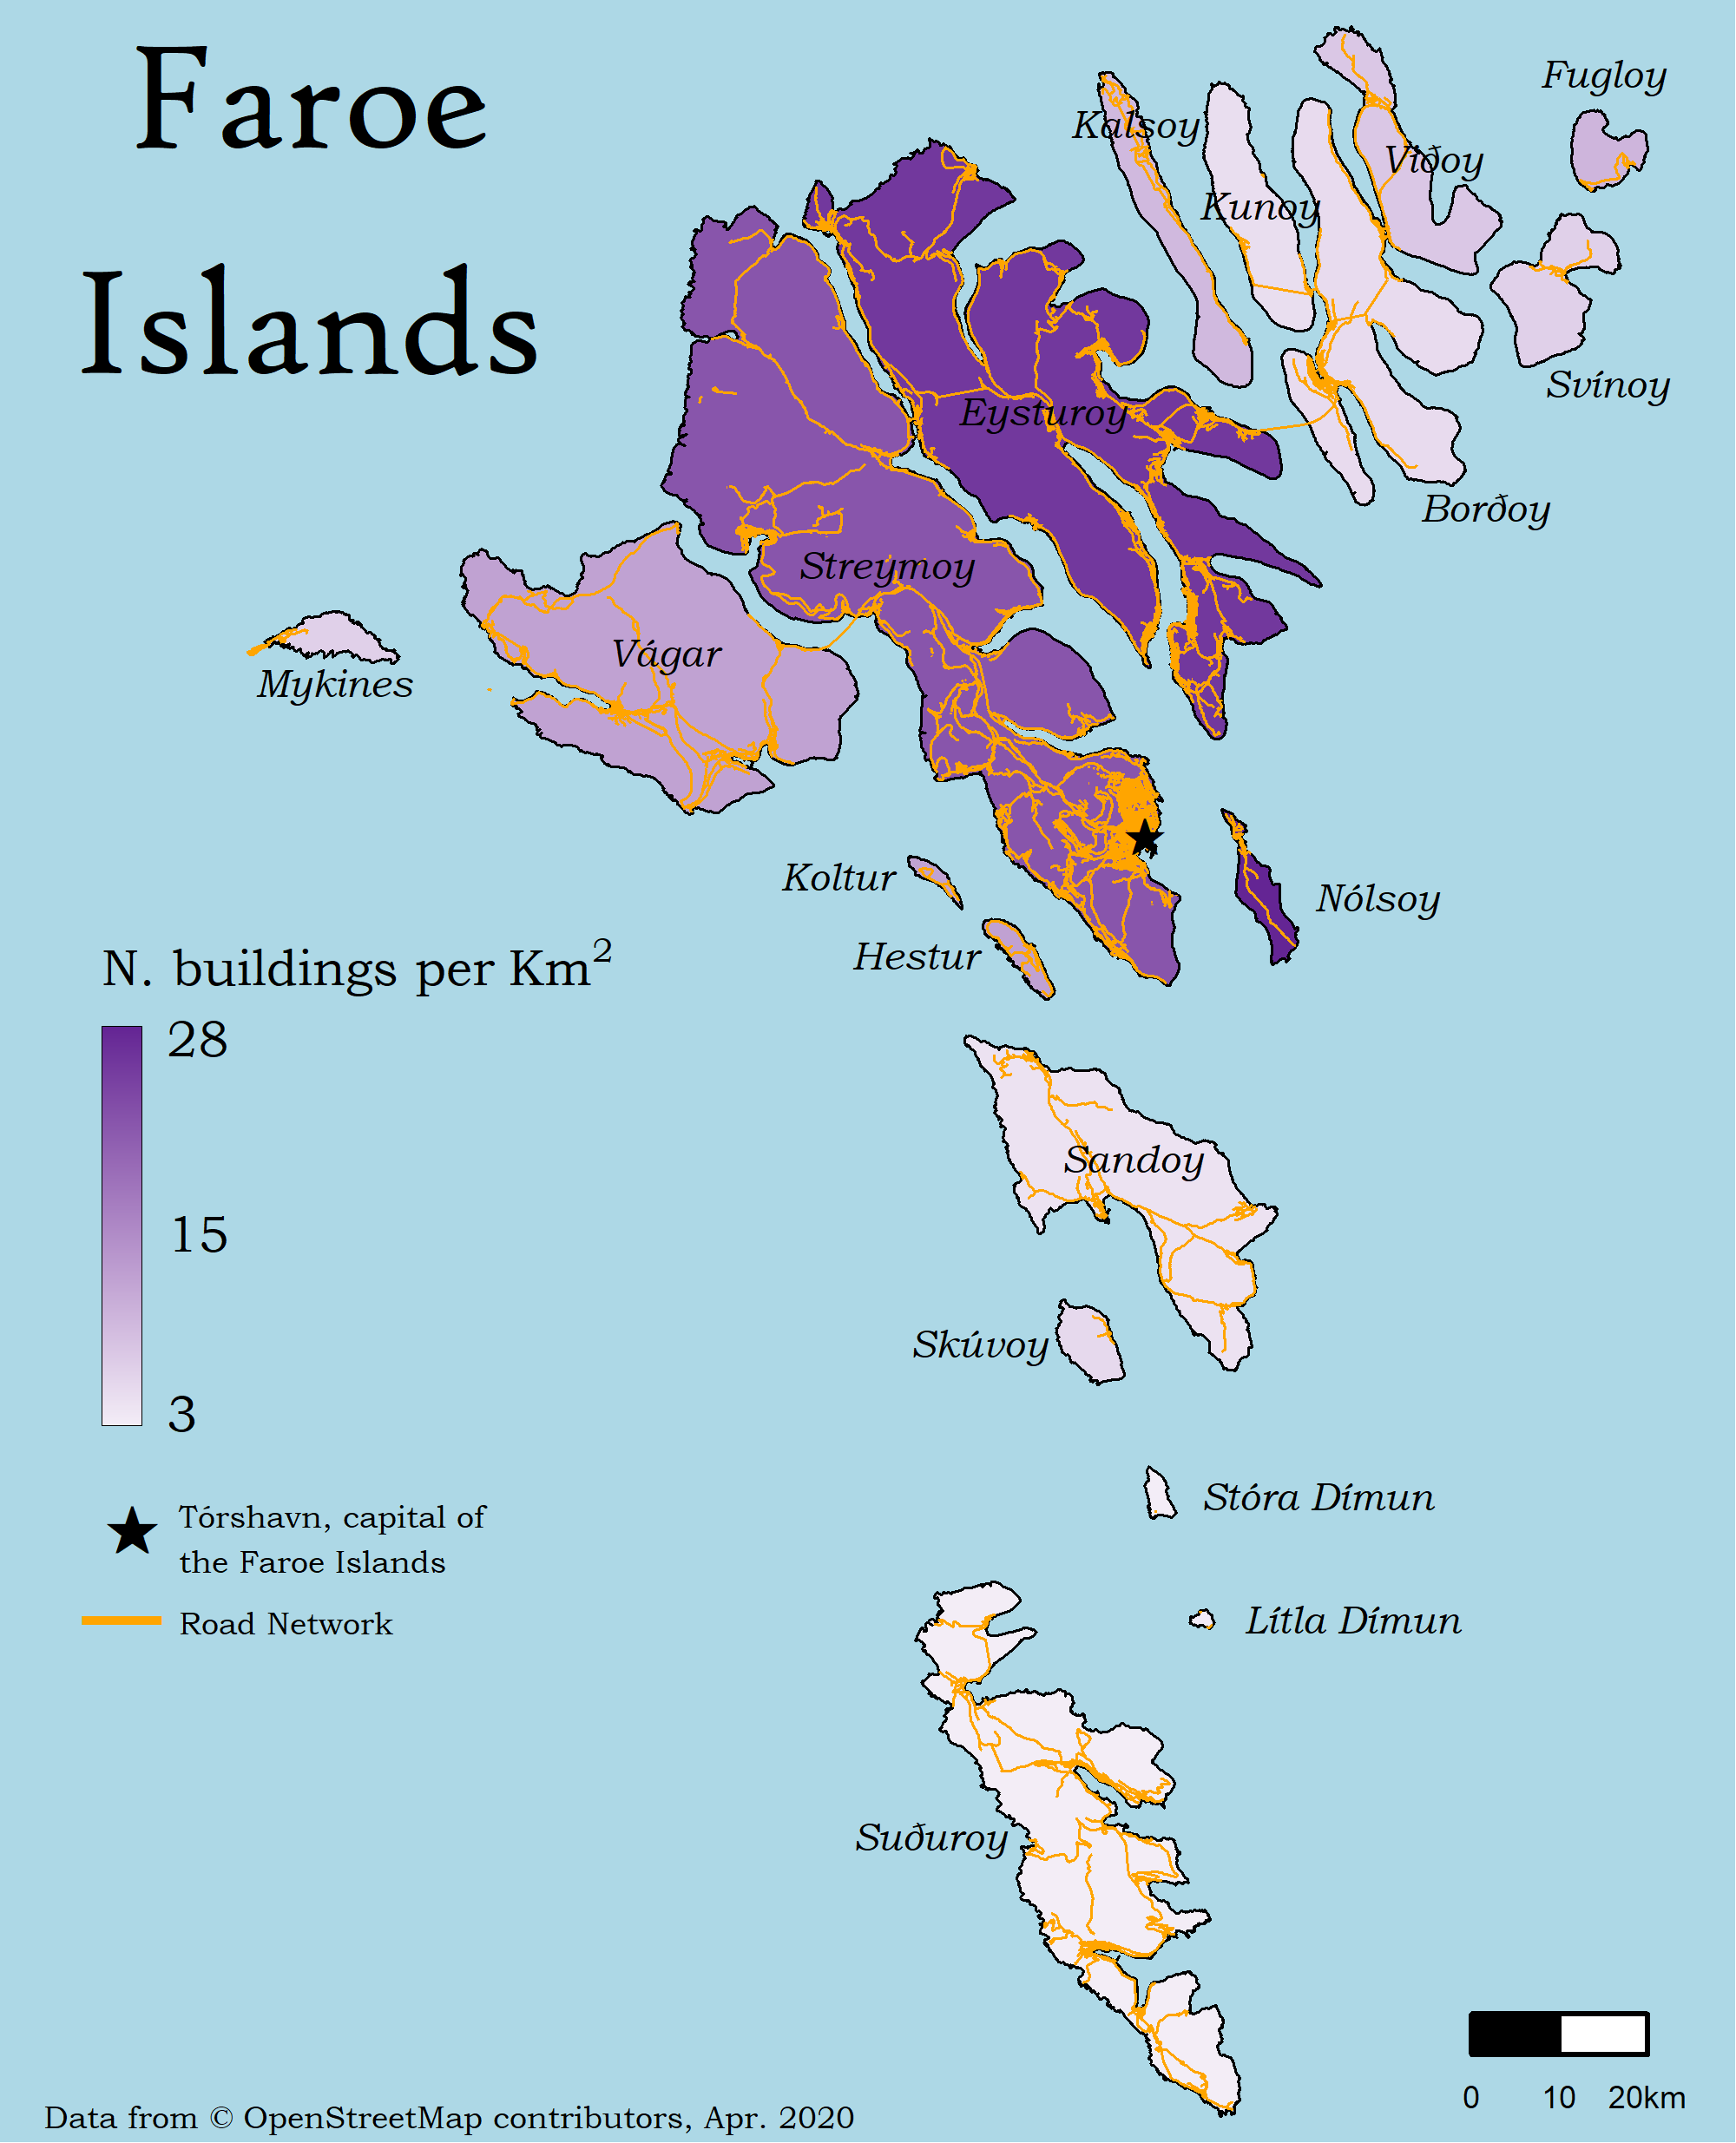 Faroe
Islands
Fugloy
Kalsoy
Viðoy
Kunoy
Svínoy
Eysturoy
Borðoy
Streymoy
Vágar
Mykines
Koltur
Nólsoy
Hestur
N. buildings per Km²
28
15
3
Sandoy
Skúvoy
Stóra Dímun
Tórshavn, capital of
the Faroe Islands
Road Network
Lítla Dímun
Suðuroy
0 10 20km
Data from © OpenStreetMap contributors, Apr. 2020